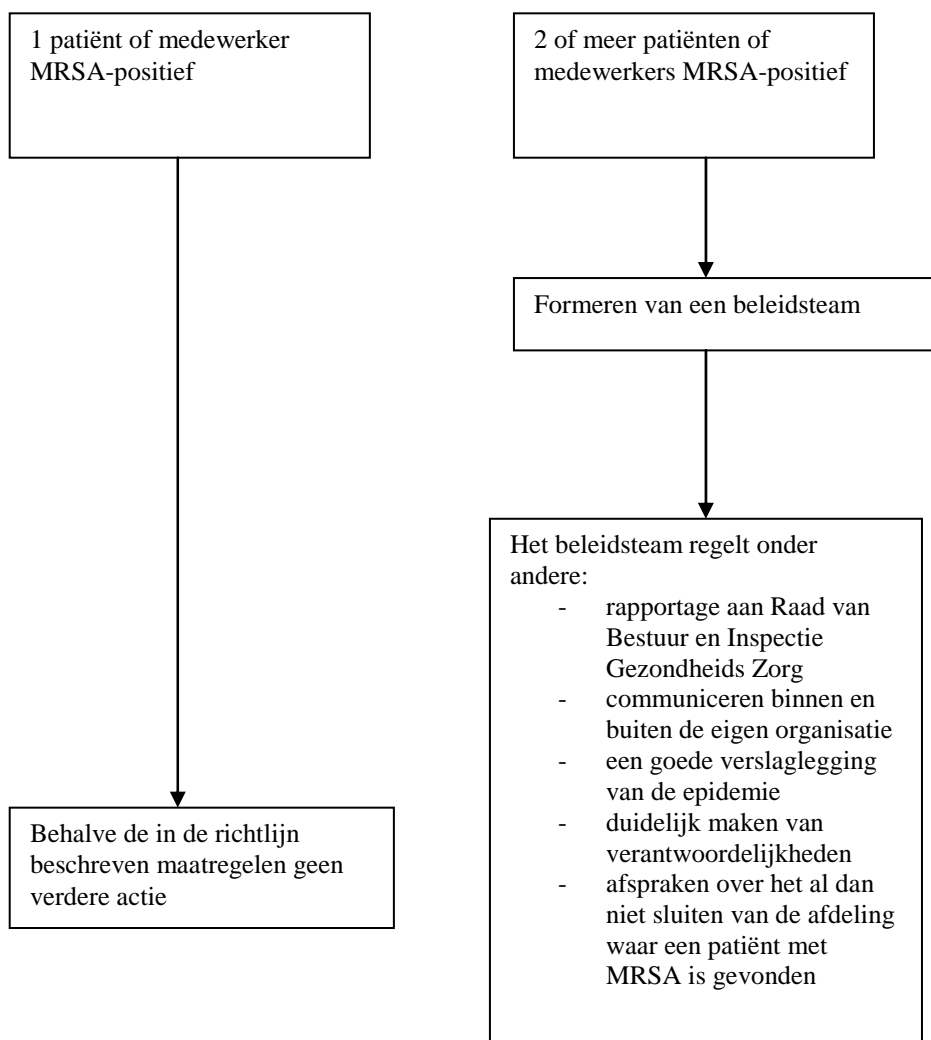 1 patiënt of medewerker
MRSA-positief
Behalve de in de richtlijn
beschreven maatregelen geen
verdere actie
2 of meer patiënten of
medewerkers MRSA-positief
Formeren van een beleidsteam
Het beleidsteam regelt onder
andere:
- rapportage aan Raad van
Bestuur en Inspectie
Gezondheids Zorg
- communiceren binnen en
buiten de eigen organisatie
- een goede verslaglegging
van de epidemie
- duidelijk maken van
verantwoordelijkheden
- afspraken over het al dan
niet sluiten van de afdeling
waar een patiënt met
MRSA is gevonden